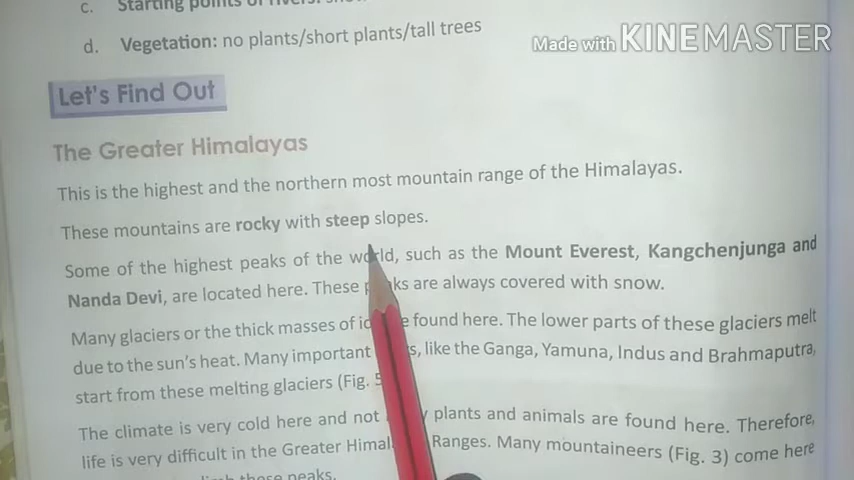 c. Starting points of rivers:
d. Vegetation: no plants/short plants/tall trees
Made with KINEMASTER
Let's Find Out
The Greater Himalayas
This is the highest and the northern most mountain range of the Himalayas.
These mountains are rocky with steep slopes.
Some of the highest peaks of the world, such as the Mount Everest, Kangchenjunga and
Nanda Devi, are located here. These are always covered with snow.
Many glaciers or the thick masses of found here. The lower parts of these glaciers melt
due to the sun's heat. Many important like the Ganga, Yamuna, Indus and Brahmaputra,
start from these melting glaciers (Fig.
The climate is very cold here and not plants and animals are found here. Therefore,
life is very difficult in the Greater Ranges. Many mountaineers (Fig. 3) come here
these peaks.